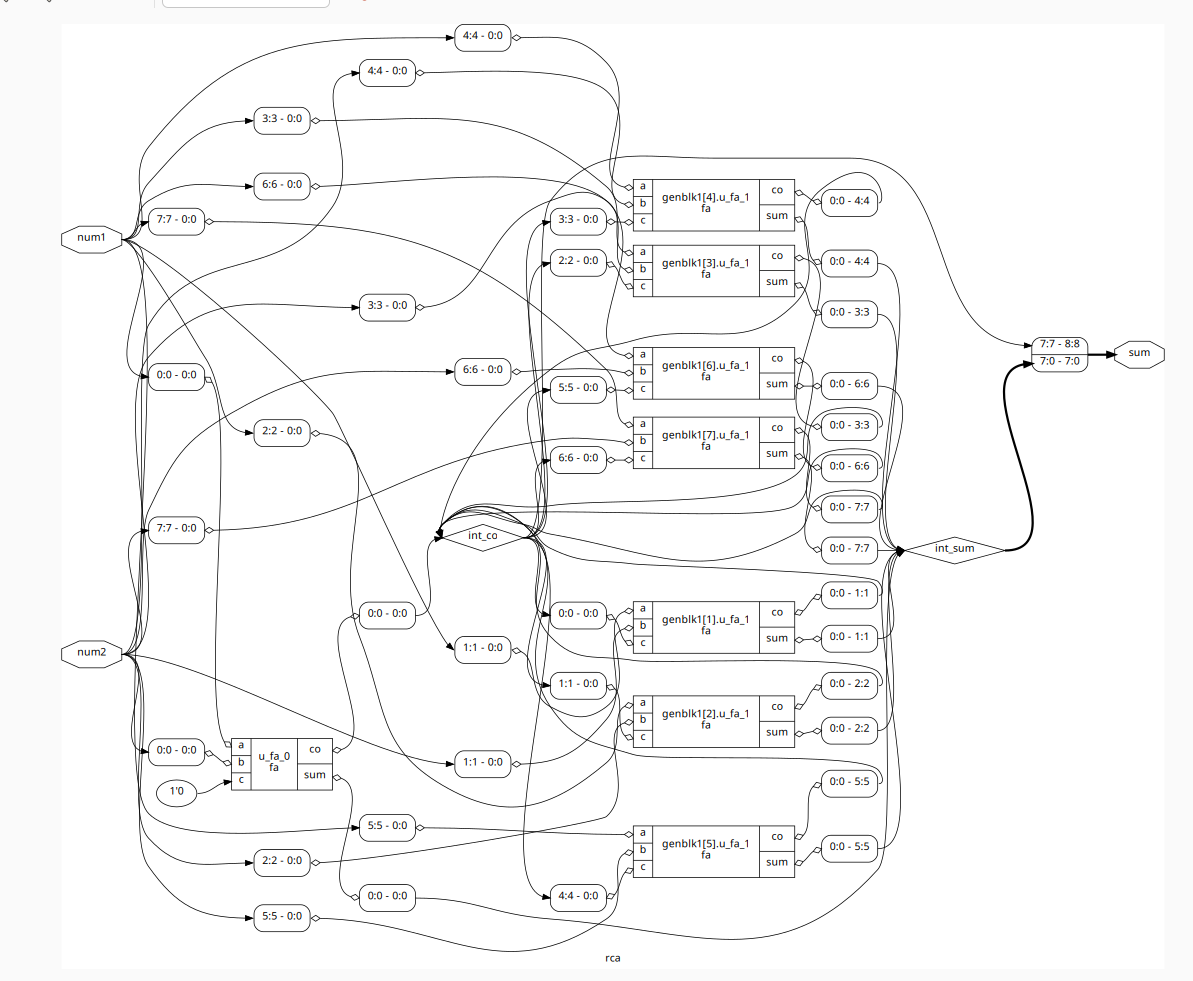 4:4 - 0:0
4:4 - 0:0
3:3 - 0:0
6:6 - 0:0
7:7 - 0:0
num1
a
b
c
genblk1[4].u_fa_1
fa
co
sum
0:0 - 4:4
3:3 - 0:0
2:2 - 0:0
a
b
c
genblk1[3].u_fa_1
fa
co
sum
0:0 - 4:4
0:0 - 3:3
3:3 - 0:0
7:7 - 8:8
7:0 - 7:0
sum
0:0 - 0:0
6:6 - 0:0
5:5 - 0:0
a
b
c
genblk1[6].u_fa_1
fa
co
sum
0:0 - 6:6
0:0 - 3:3
2:2 - 0:0
6:6 - 0:0
a
b
c
genblk1[7].u_fa_1
fa
co
sum
0:0 - 6:6
0:0 - 7:7
7:7 - 0:0
int_co
0:0 - 7:7
int_sum
0:0 - 1:1
0:0 - 0:0
0:0 - 0:0
a
b
c
genblk1[1].u_fa_1
fa
co
sum
0:0 - 1:1
num2
1:1 - 0:0
1:1 - 0:0
0:0 - 2:2
a
b
c
genblk1[2].u_fa_1
fa
co
sum
0:0 - 2:2
0:0 - 0:0
a
b
c
u_fa_0
fa
co
sum
1:1 - 0:0
1'0
0:0 - 5:5
5:5 - 0:0
a
b
c
genblk1[5].u_fa_1
fa
co
sum
0:0 - 5:5
2:2 - 0:0
0:0 - 0:0
4:4 - 0:0
5:5 - 0:0
rca